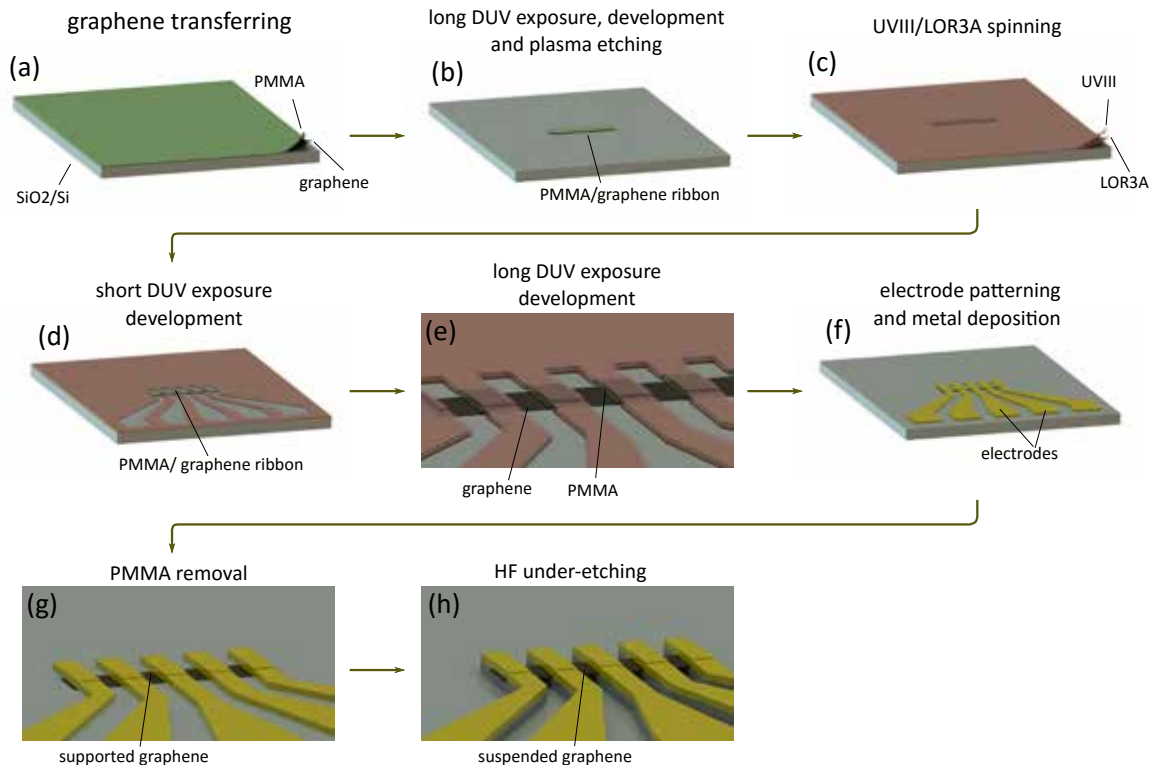 graphene transferring
(a)
PMMA
graphene
SiO2/Si
long DUV exposure, development
and plasma etching
(b)
PMMA/graphene ribbon
UVIII/LOR3A spinning
(c)
UVIII
LOR3A
short DUV exposure
development
(d)
PMMA/ graphene ribbon
long DUV exposure
development
(e)
graphene
PMMA
electrode patterning
and metal deposition
(f)
electrodes
PMMA removal
(g)
supported graphene
HF under-etching
(h)
suspended graphene